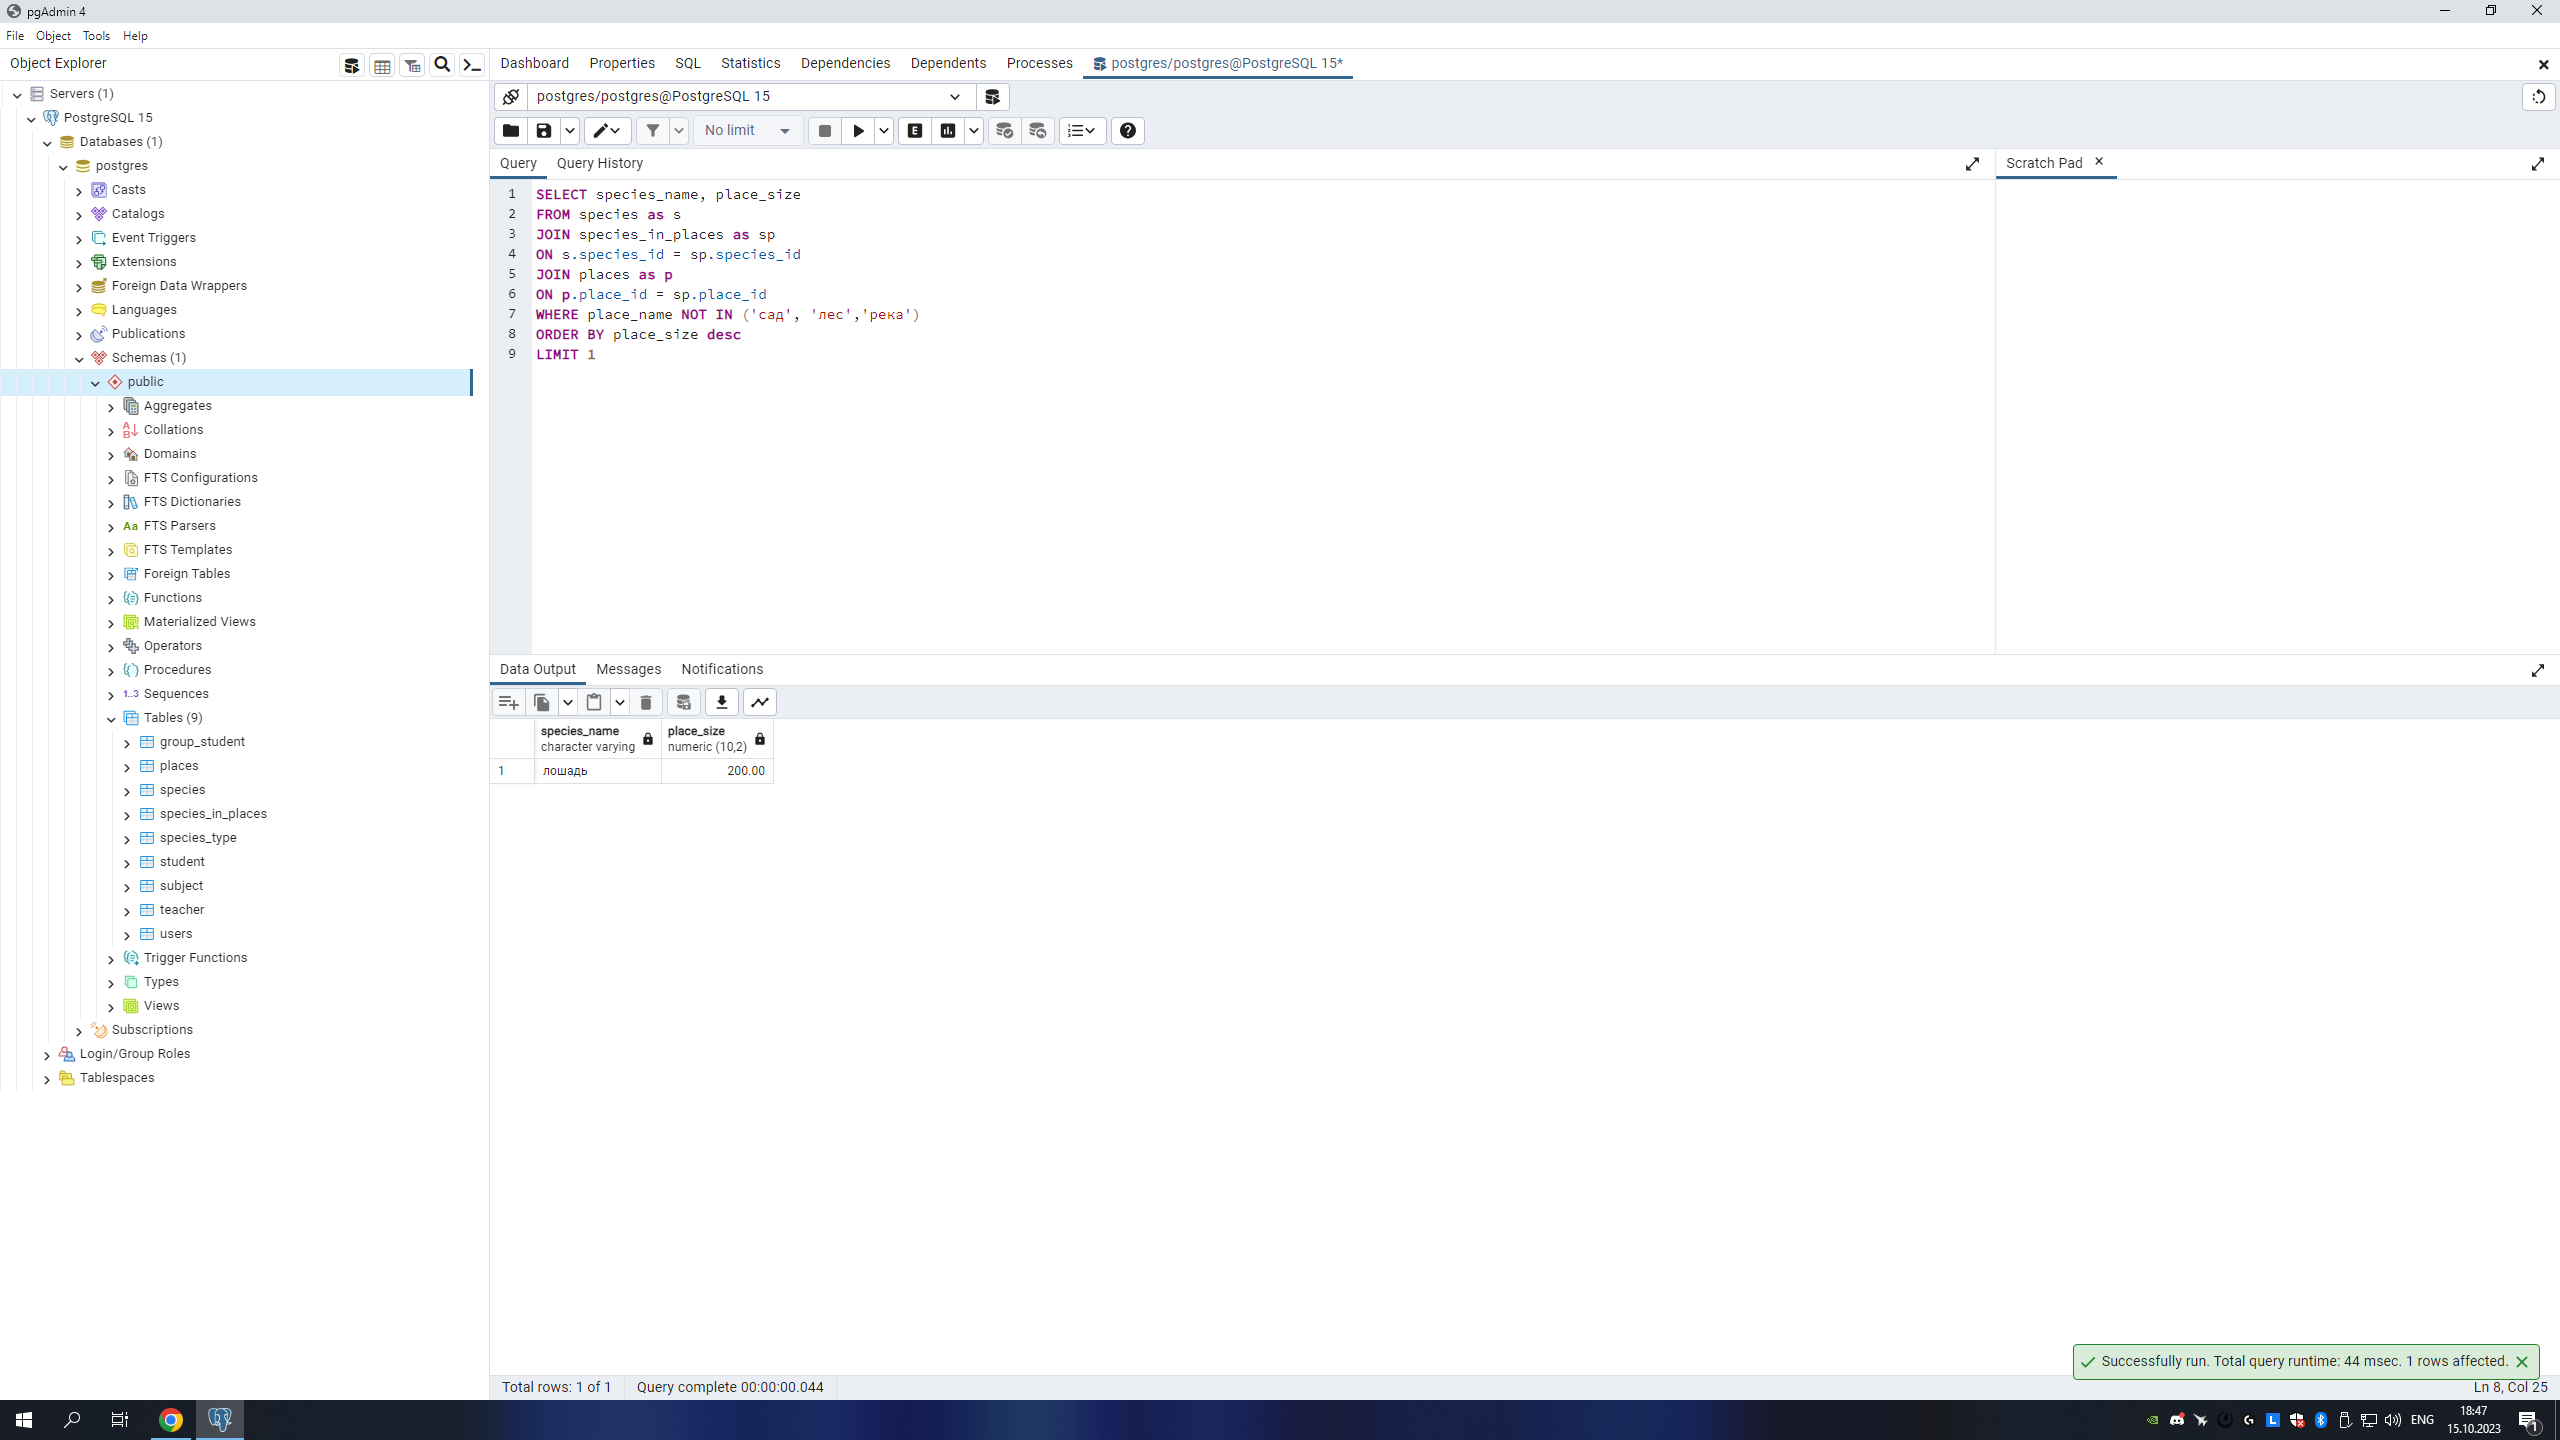 pgAdmin 4
File Object Tools Help
Object Explorer
Dashboard Properties SQL Statistics Dependencies Dependents Processes postgres/postgres@PostgreSQL 15*
Servers (1)
PostgreSQL 15
Databases (1)
postgres
Casts
Catalogs
Event Triggers
Extensions
Foreign Data Wrappers
Languages
Publications
Schemas (1)
public
Aggregates
Collations
Domains
FTS Configurations
FTS Dictionaries
FTS Parsers
FTS Templates
Foreign Tables
Functions
Materialized Views
Operators
Procedures
Sequences
Tables (9)
group_student
places
species
species_in_places
species_type
student
subject
teacher
users
Trigger Functions
Types
Views
Subscriptions
Login/Group Roles
Tablespaces
postgres/postgres@PostgreSQL 15
No limit
Query Query History
Scratch Pad
1 SELECT species_name, place_size
2 FROM species as s
3 JOIN species_in_places as sp
4 ON s.species_id = sp.species_id
5 JOIN places as p
6 ON p.place_id = sp.place_id
7 WHERE place_name NOT IN ('сад', 'лес','река')
8 ORDER BY place_size desc
9 LIMIT 1
Data Output Messages Notifications
species_name place_size
character varying numeric (10,2)
1 лошадь 200.00
Successfully run. Total query runtime: 44 msec. 1 rows affected.
Total rows: 1 of 1 Query complete 00:00:00.044 Ln 8, Col 25
ENG
18:47
15.10.2023
1